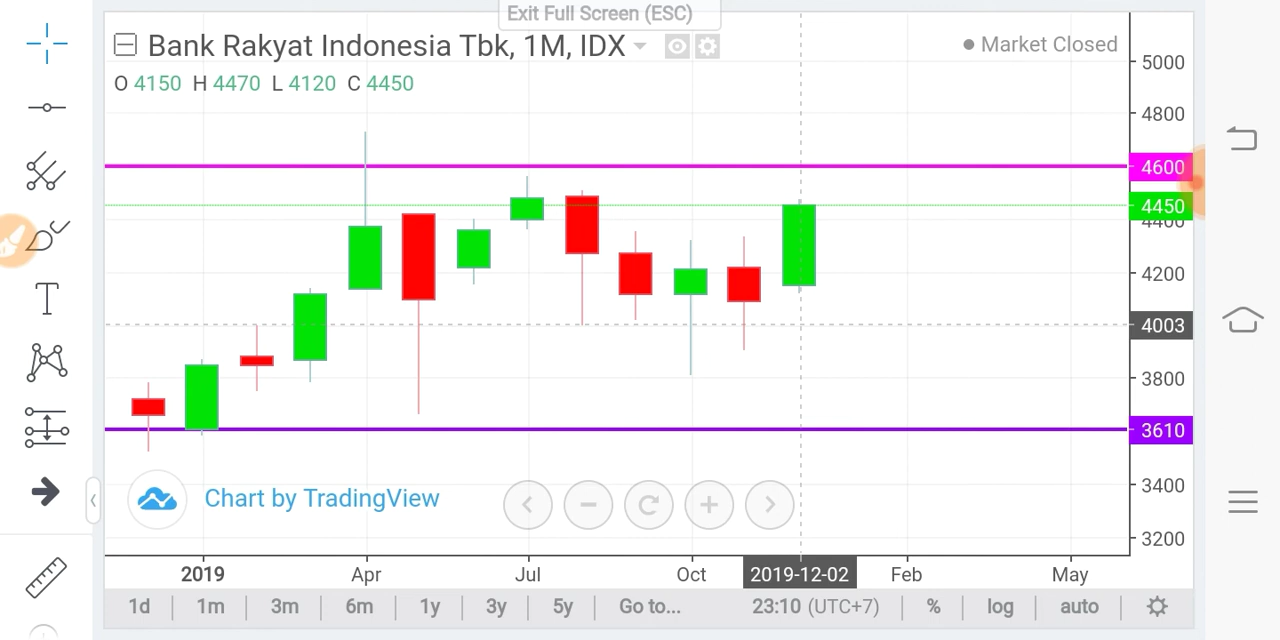 Exit Full Screen (ESC)
Bank Rakyat Indonesia Tbk, 1M, IDX
Market Closed
O 4150 H 4470 L 4120 C 4450
5000
4800
4600
4450
4400
4200
4003
3800
3610
3400
3200
T
Chart by TradingView
2019 Apr Jul Oct 2019-12-02 Feb May
1d 1m 3m 6m 1y 3y 5y Go to... 23:10 (UTC+7) % log auto